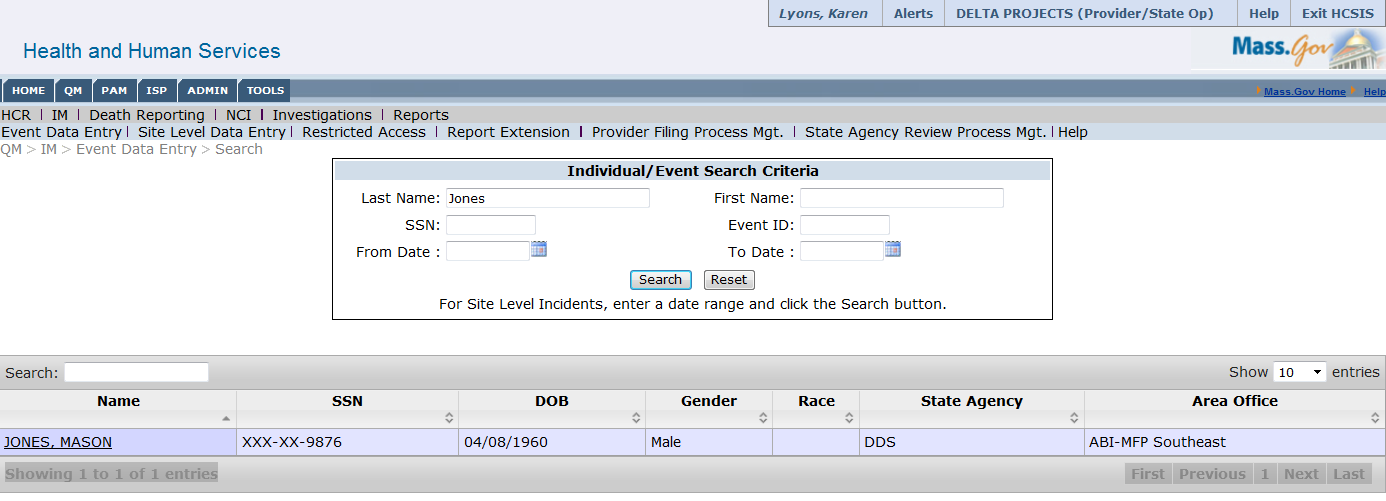 Lyons, Karen Alerts DELTA PROJECTS (Provider/State Op) Help Exit HCSIS
Health and Human Services
Mass.Gov
HOME QM PAM ISP ADMIN TOOLS
Mass.Gov Home Help
HCR | IM | Death Reporting | NCI | Investigations | Reports
Event Data Entry | Site Level Data Entry | Restricted Access | Report Extension | Provider Filing Process Mgt. | State Agency Review Process Mgt. | Help
QM > IM > Event Data Entry > Search
Individual/Event Search Criteria
Last Name: Jones First Name:
SSN: Event ID:
From Date : To Date :
Search Reset
For Site Level Incidents, enter a date range and click the Search button.
Search: Show 10 entries
Name SSN DOB Gender Race State Agency Area Office
JONES, MASON XXX-XX-9876 04/08/1960 Male DDS ABI-MFP Southeast
Showing 1 to 1 of 1 entries First Previous 1 Next Last